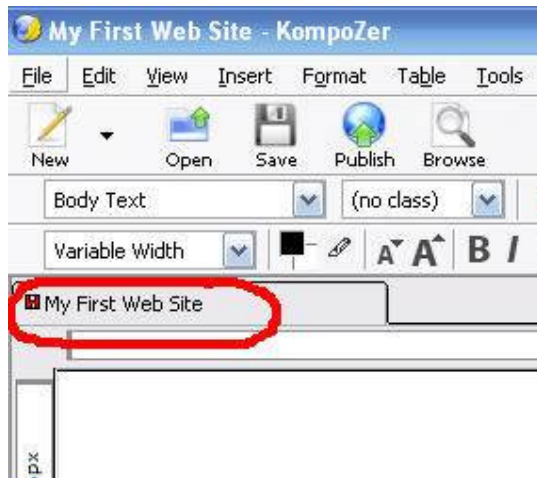 My First Web Site - KompoZer
File Edit View Insert Format Table Tools
New Open Save Publish Browse
Body Text (no class)
Variable Width A A B I
My First Web Site
px